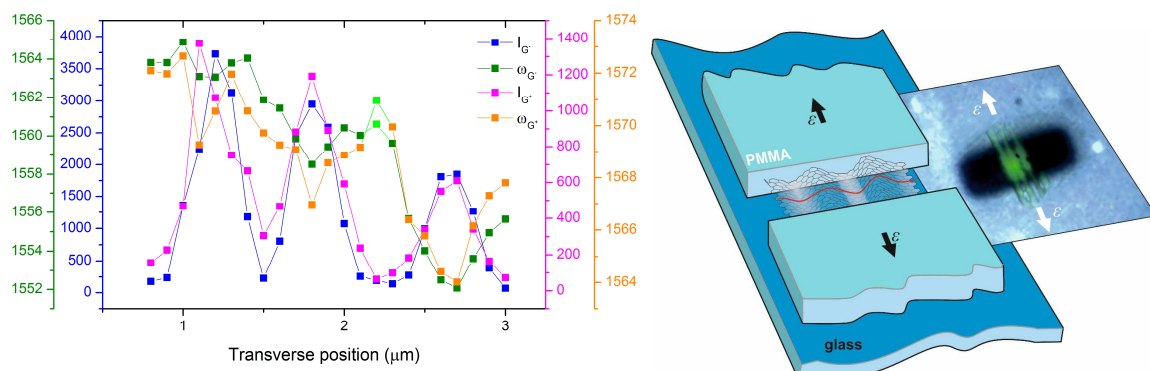 1566
1564
1562
1560
1558
1556
1554
1552
4000
3500
3000
2500
2000
1500
1000
500
0
I_G-
ω_G-
I_G+
ω_G+
1400
1200
1000
800
600
400
200
0
1574
1572
1570
1568
1566
1564
1 2 3
Transverse position (μm)
ε
PMMA
ε
glass
ε
ε